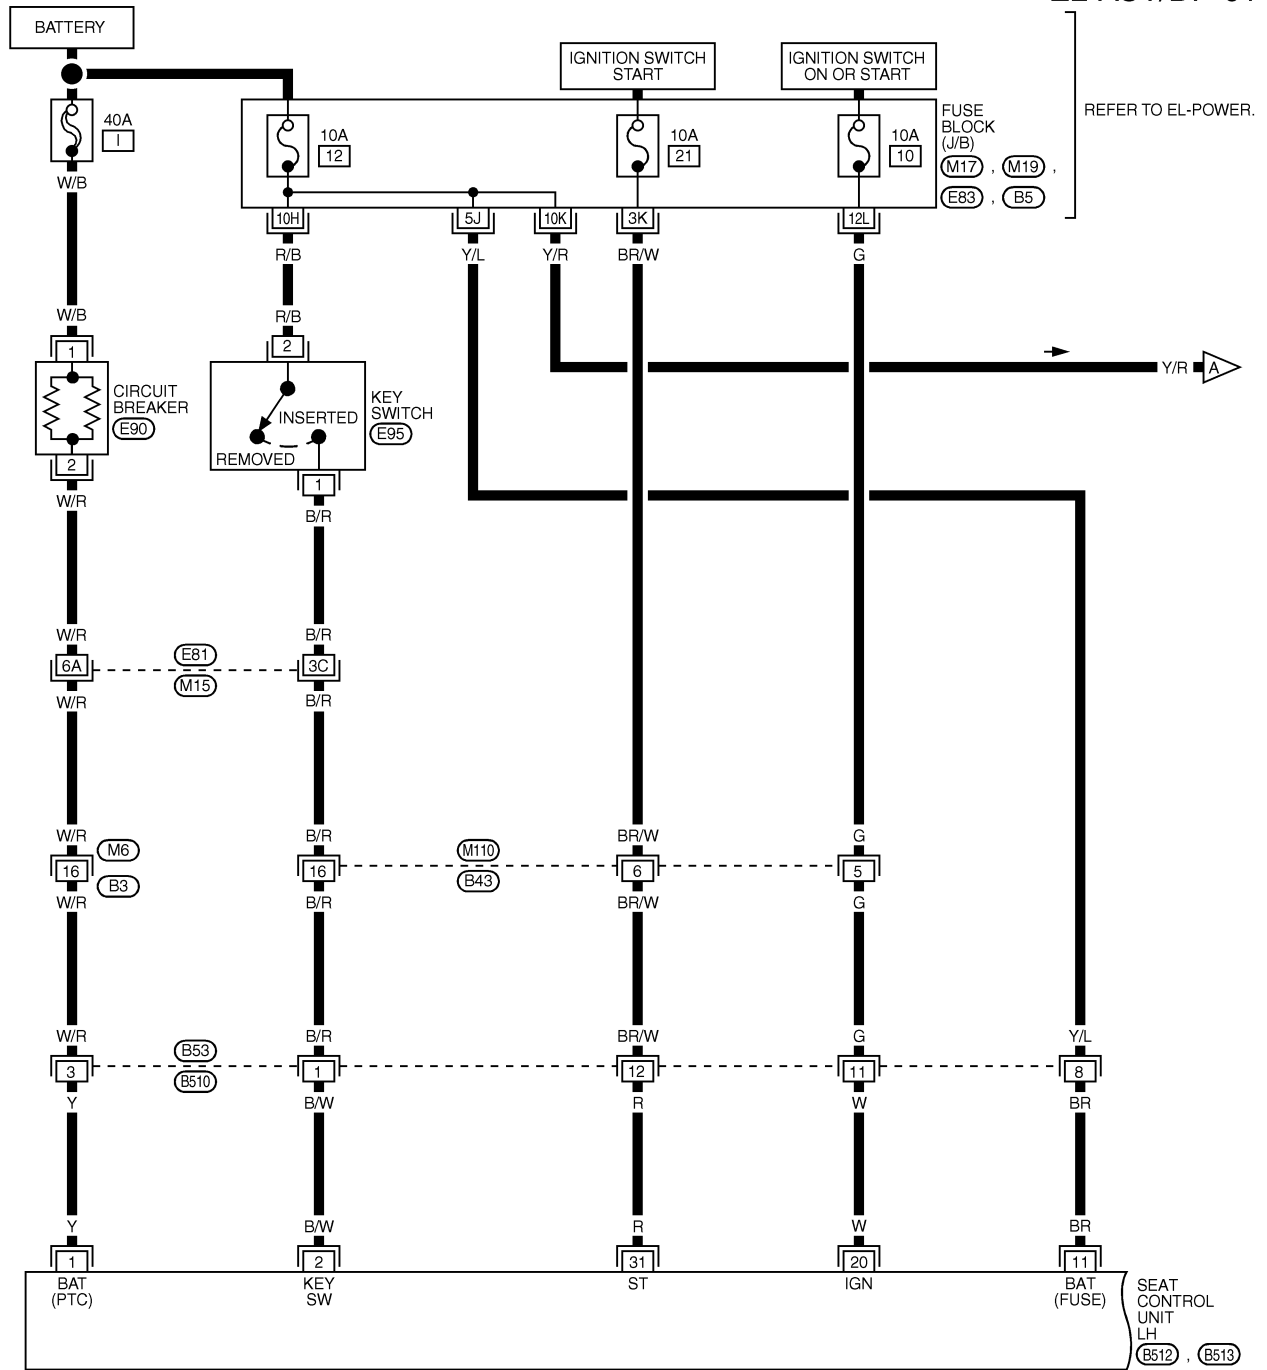 BATTERY
IGNITION SWITCH
START
IGNITION SWITCH
ON OR START
REFER TO EL-POWER.
40A
I
10A
12
10A
21
10A
10
FUSE
BLOCK
(J/B)
M17 , M19 ,
E83 , B5
W/B
10H
5J
10K
3K
12L
R/B
Y/L
Y/R
BR/W
G
W/B
R/B
1
2
Y/R
A
CIRCUIT
BREAKER
E90
INSERTED
REMOVED
KEY
SWITCH
E95
2
1
W/R
B/R
W/R
B/R
6A
E81
M15
3C
W/R
B/R
W/R
B/R
BR/W
G
16
M6
B3
16
M110
B43
6
5
W/R
B/R
BR/W
G
W/R
B/R
BR/W
G
Y/L
3
B53
B510
1
12
11
8
Y
B/W
R
W
BR
Y
B/W
R
W
BR
1
2
31
20
11
BAT
(PTC)
KEY
SW
ST
IGN
BAT
(FUSE)
SEAT
CONTROL
UNIT
LH
B512 , B513